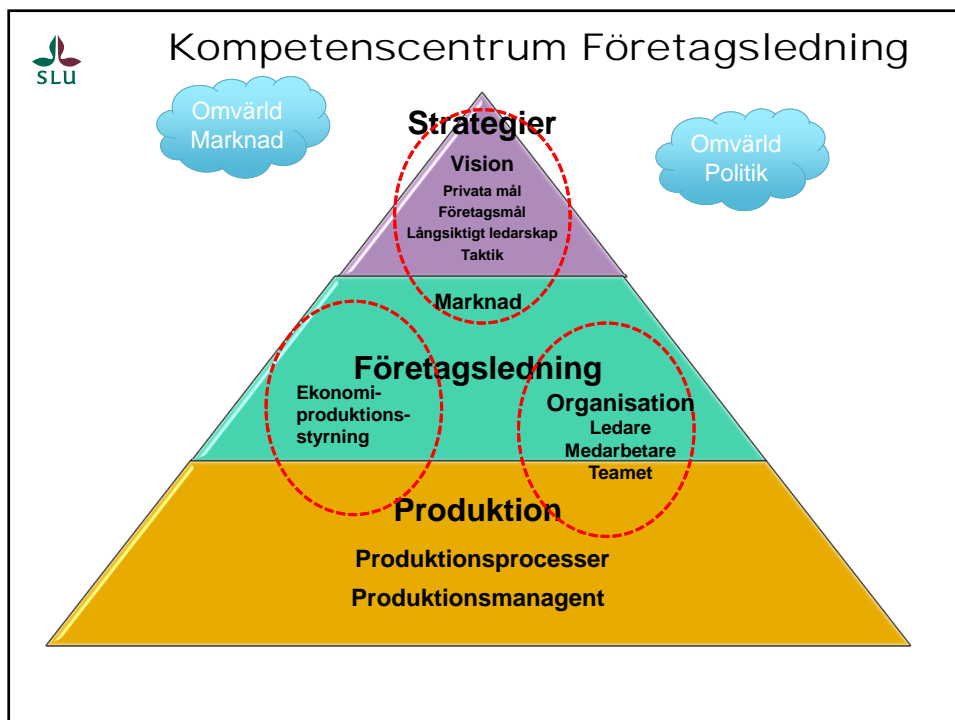 Kompetenscentrum Företagsledning
SLU
Omvärld
Marknad
Omvärld
Politik
Strategier
Vision
Privata mål
Företagsmål
Långsiktigt ledarskap
Taktik
Marknad
Företagsledning
Ekonomi-
produktions-
styrning
Organisation
Ledare
Medarbetare
Teamet
Produktion
Produktionsprocesser
Produktionsmanagent